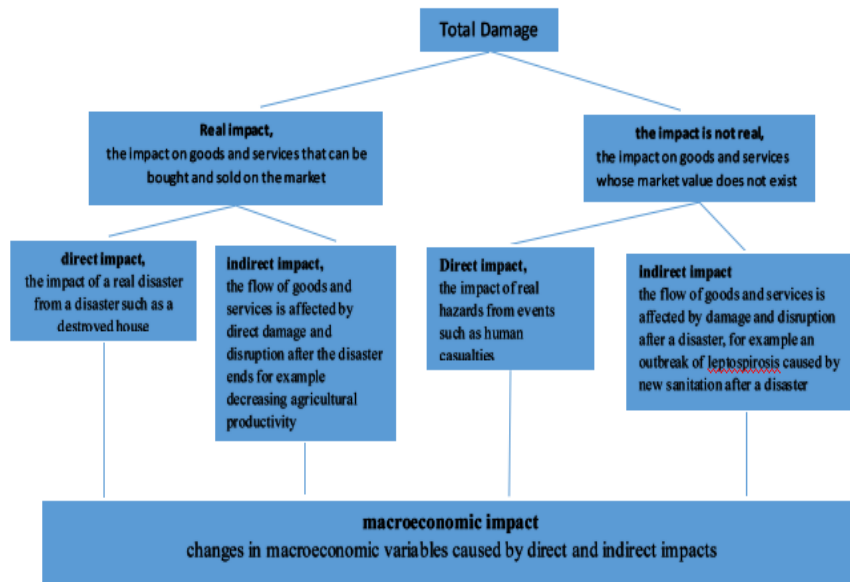 Total Damage
Real impact,
the impact on goods and services that can be
bought and sold on the market
the impact is not real,
the impact on goods and services
whose market value does not exist
direct impact,
the impact of a real disaster
from a disaster such as a
destroyed house
indirect impact,
the flow of goods and
services is affected by
direct damage and
disruption after the disaster
ends for example
decreasing agricultural
productivity
Direct impact,
the impact of real
hazards from events
such as human
casualties
indirect impact
the flow of goods and services is
affected by damage and disruption
after a disaster, for example an
outbreak of leptospirosis caused by
new sanitation after a disaster
macroeconomic impact
changes in macroeconomic variables caused by direct and indirect impacts